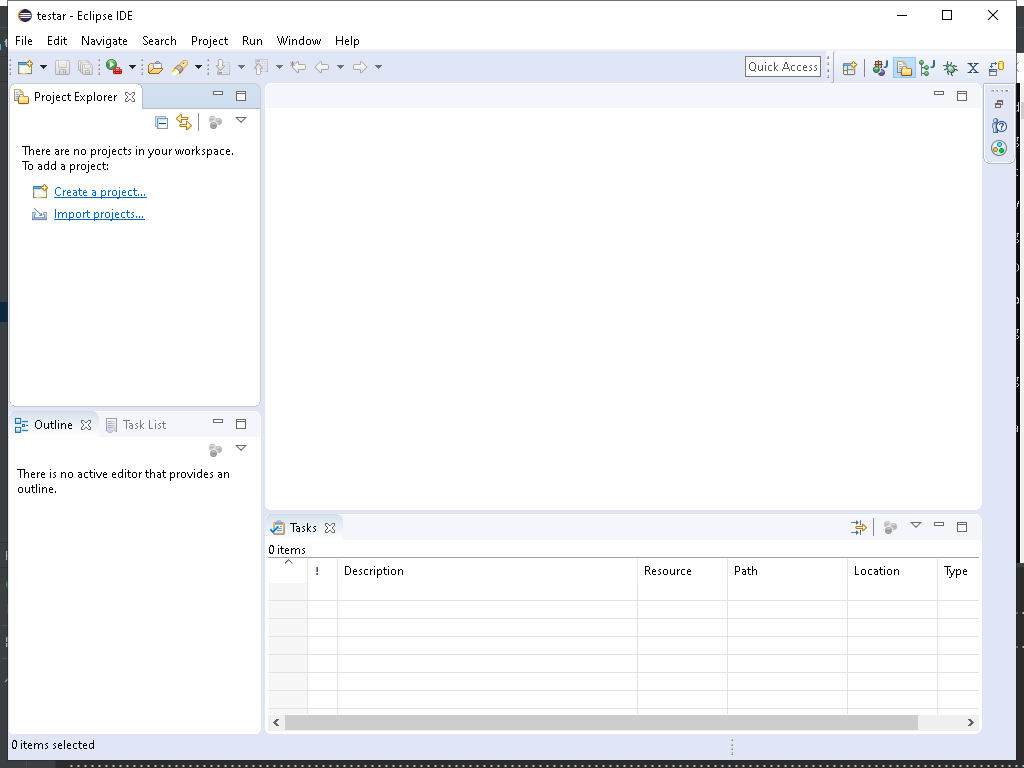 testar - Eclipse IDE
File Edit Navigate Search Project Run Window Help
Quick Access
Project Explorer
There are no projects in your workspace.
To add a project:
Create a project...
Import projects...
Outline Task List
There is no active editor that provides an
outline.
Tasks
0 items
! Description Resource Path Location Type
0 items selected